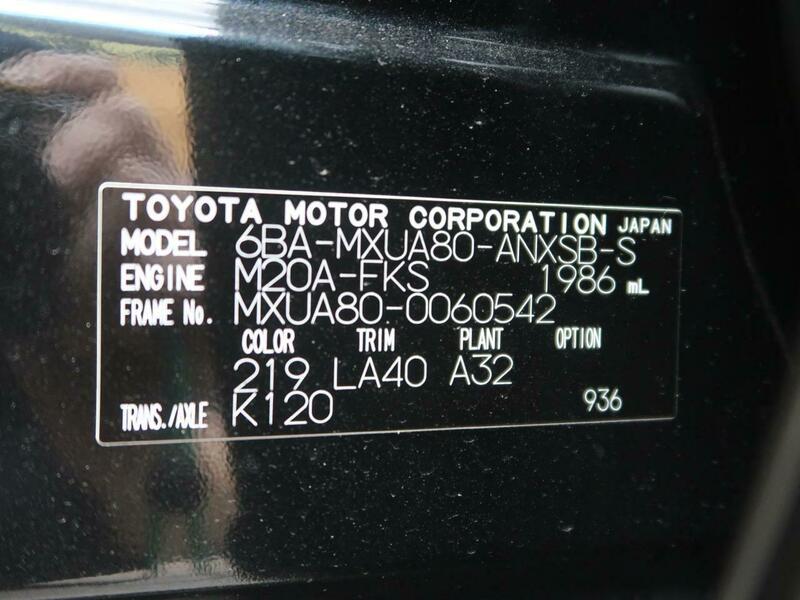 TOYOTA MOTOR CORPORATION JAPAN
MODEL 6BA-MXUA80-ANXSB-S
ENGINE M20A-FKS 1986 mL
FRAME No. MXUA80-0060542
COLOR TRIM PLANT OPTION
219 LA40 A32
TRANS./AXLE K120 936